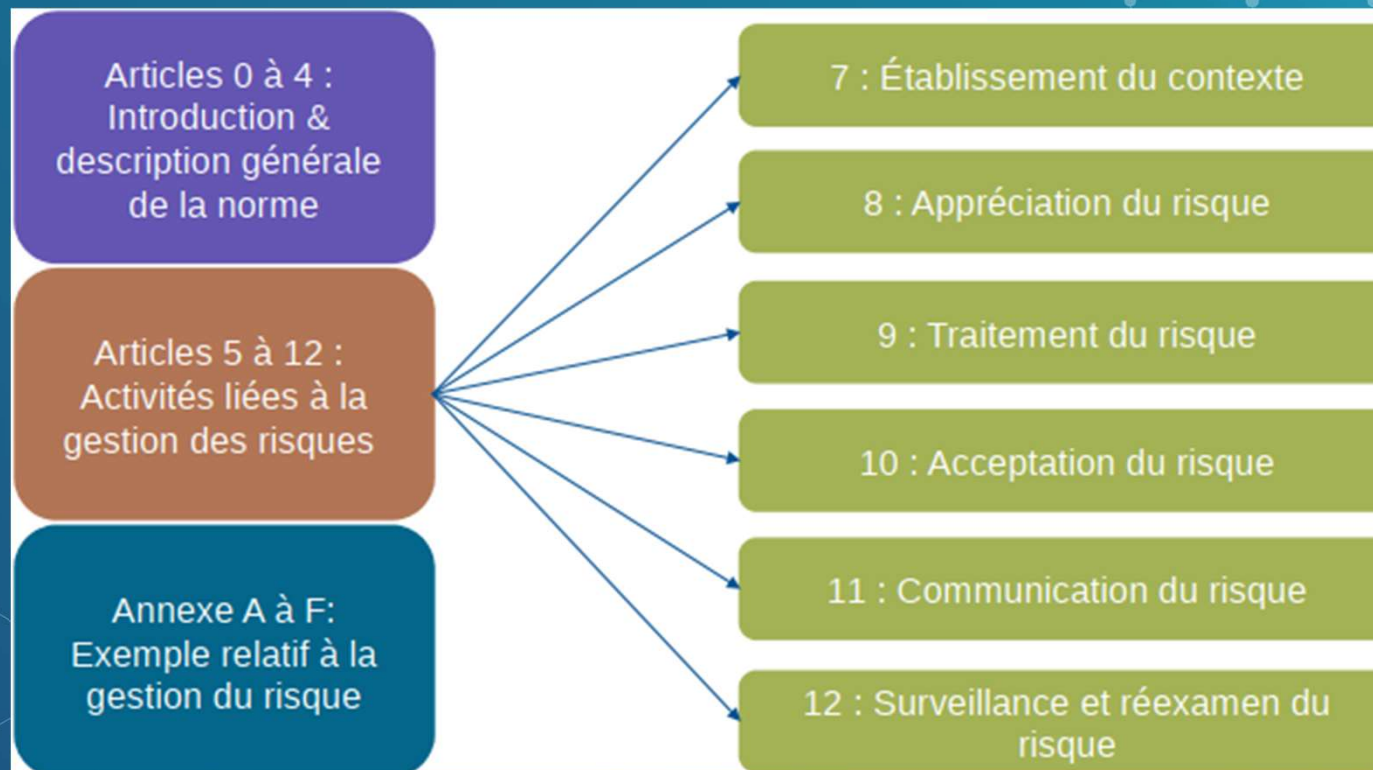 Articles 0 à 4 :
Introduction &
description générale
de la norme
Articles 5 à 12 :
Activités liées à la
gestion des risques
Annexe A à F:
Exemple relatif à la
gestion du risque
7 : Établissement du contexte
8 : Appréciation du risque
9 : Traitement du risque
10 : Acceptation du risque
11 : Communication du risque
12 : Surveillance et réexamen du
risque